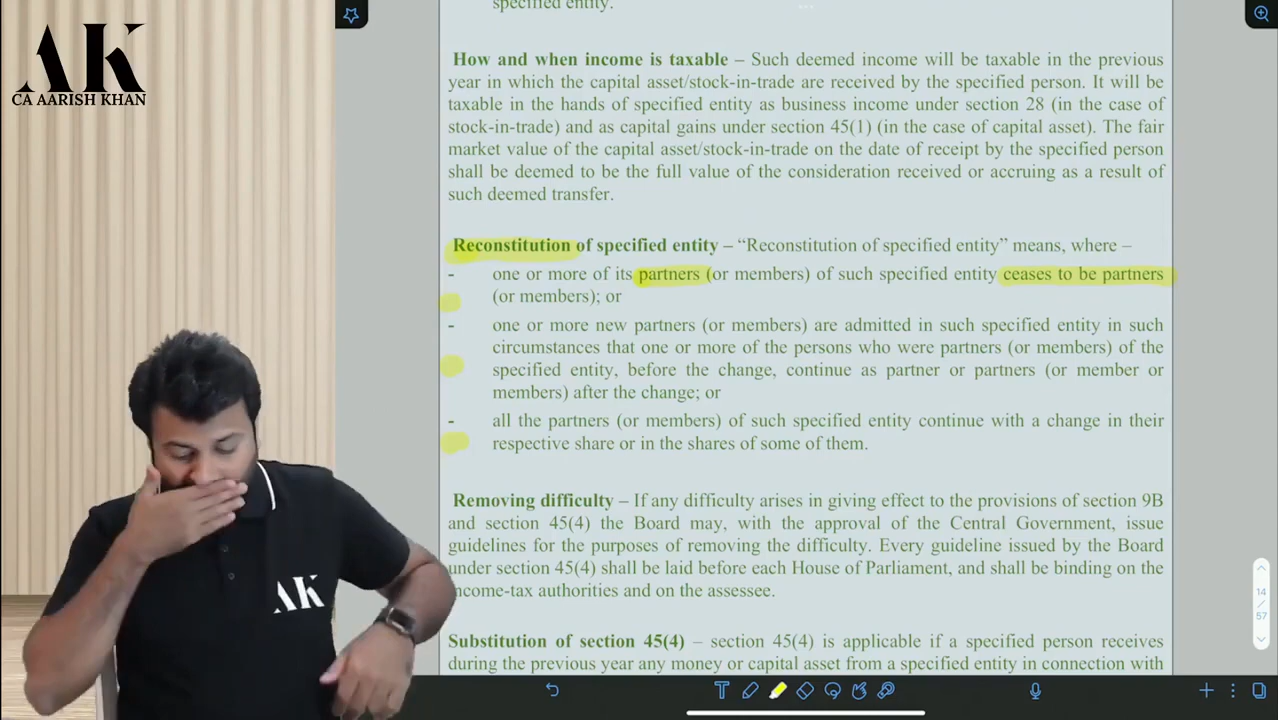 AK
CA AARISH KHAN
specified entity.
How and when income is taxable – Such deemed income will be taxable in the previous
year in which the capital asset/stock-in-trade are received by the specified person. It will be
taxable in the hands of specified entity as business income under section 28 (in the case of
stock-in-trade) and as capital gains under section 45(1) (in the case of capital asset). The fair
market value of the capital asset/stock-in-trade on the date of receipt by the specified person
shall be deemed to be the full value of the consideration received or accruing as a result of
such deemed transfer.
Reconstitution of specified entity – “Reconstitution of specified entity” means, where –
- one or more of its partners (or members) of such specified entity ceases to be partners
(or members); or
- one or more new partners (or members) are admitted in such specified entity in such
circumstances that one or more of the persons who were partners (or members) of the
specified entity, before the change, continue as partner or partners (or member or
members) after the change; or
- all the partners (or members) of such specified entity continue with a change in their
respective share or in the shares of some of them.
Removing difficulty – If any difficulty arises in giving effect to the provisions of section 9B
and section 45(4) the Board may, with the approval of the Central Government, issue
guidelines for the purposes of removing the difficulty. Every guideline issued by the Board
under section 45(4) shall be laid before each House of Parliament, and shall be binding on the
income-tax authorities and on the assessee.
Substitution of section 45(4) – section 45(4) is applicable if a specified person receives
during the previous year any money or capital asset from a specified entity in connection with
AK
14
/
57
T